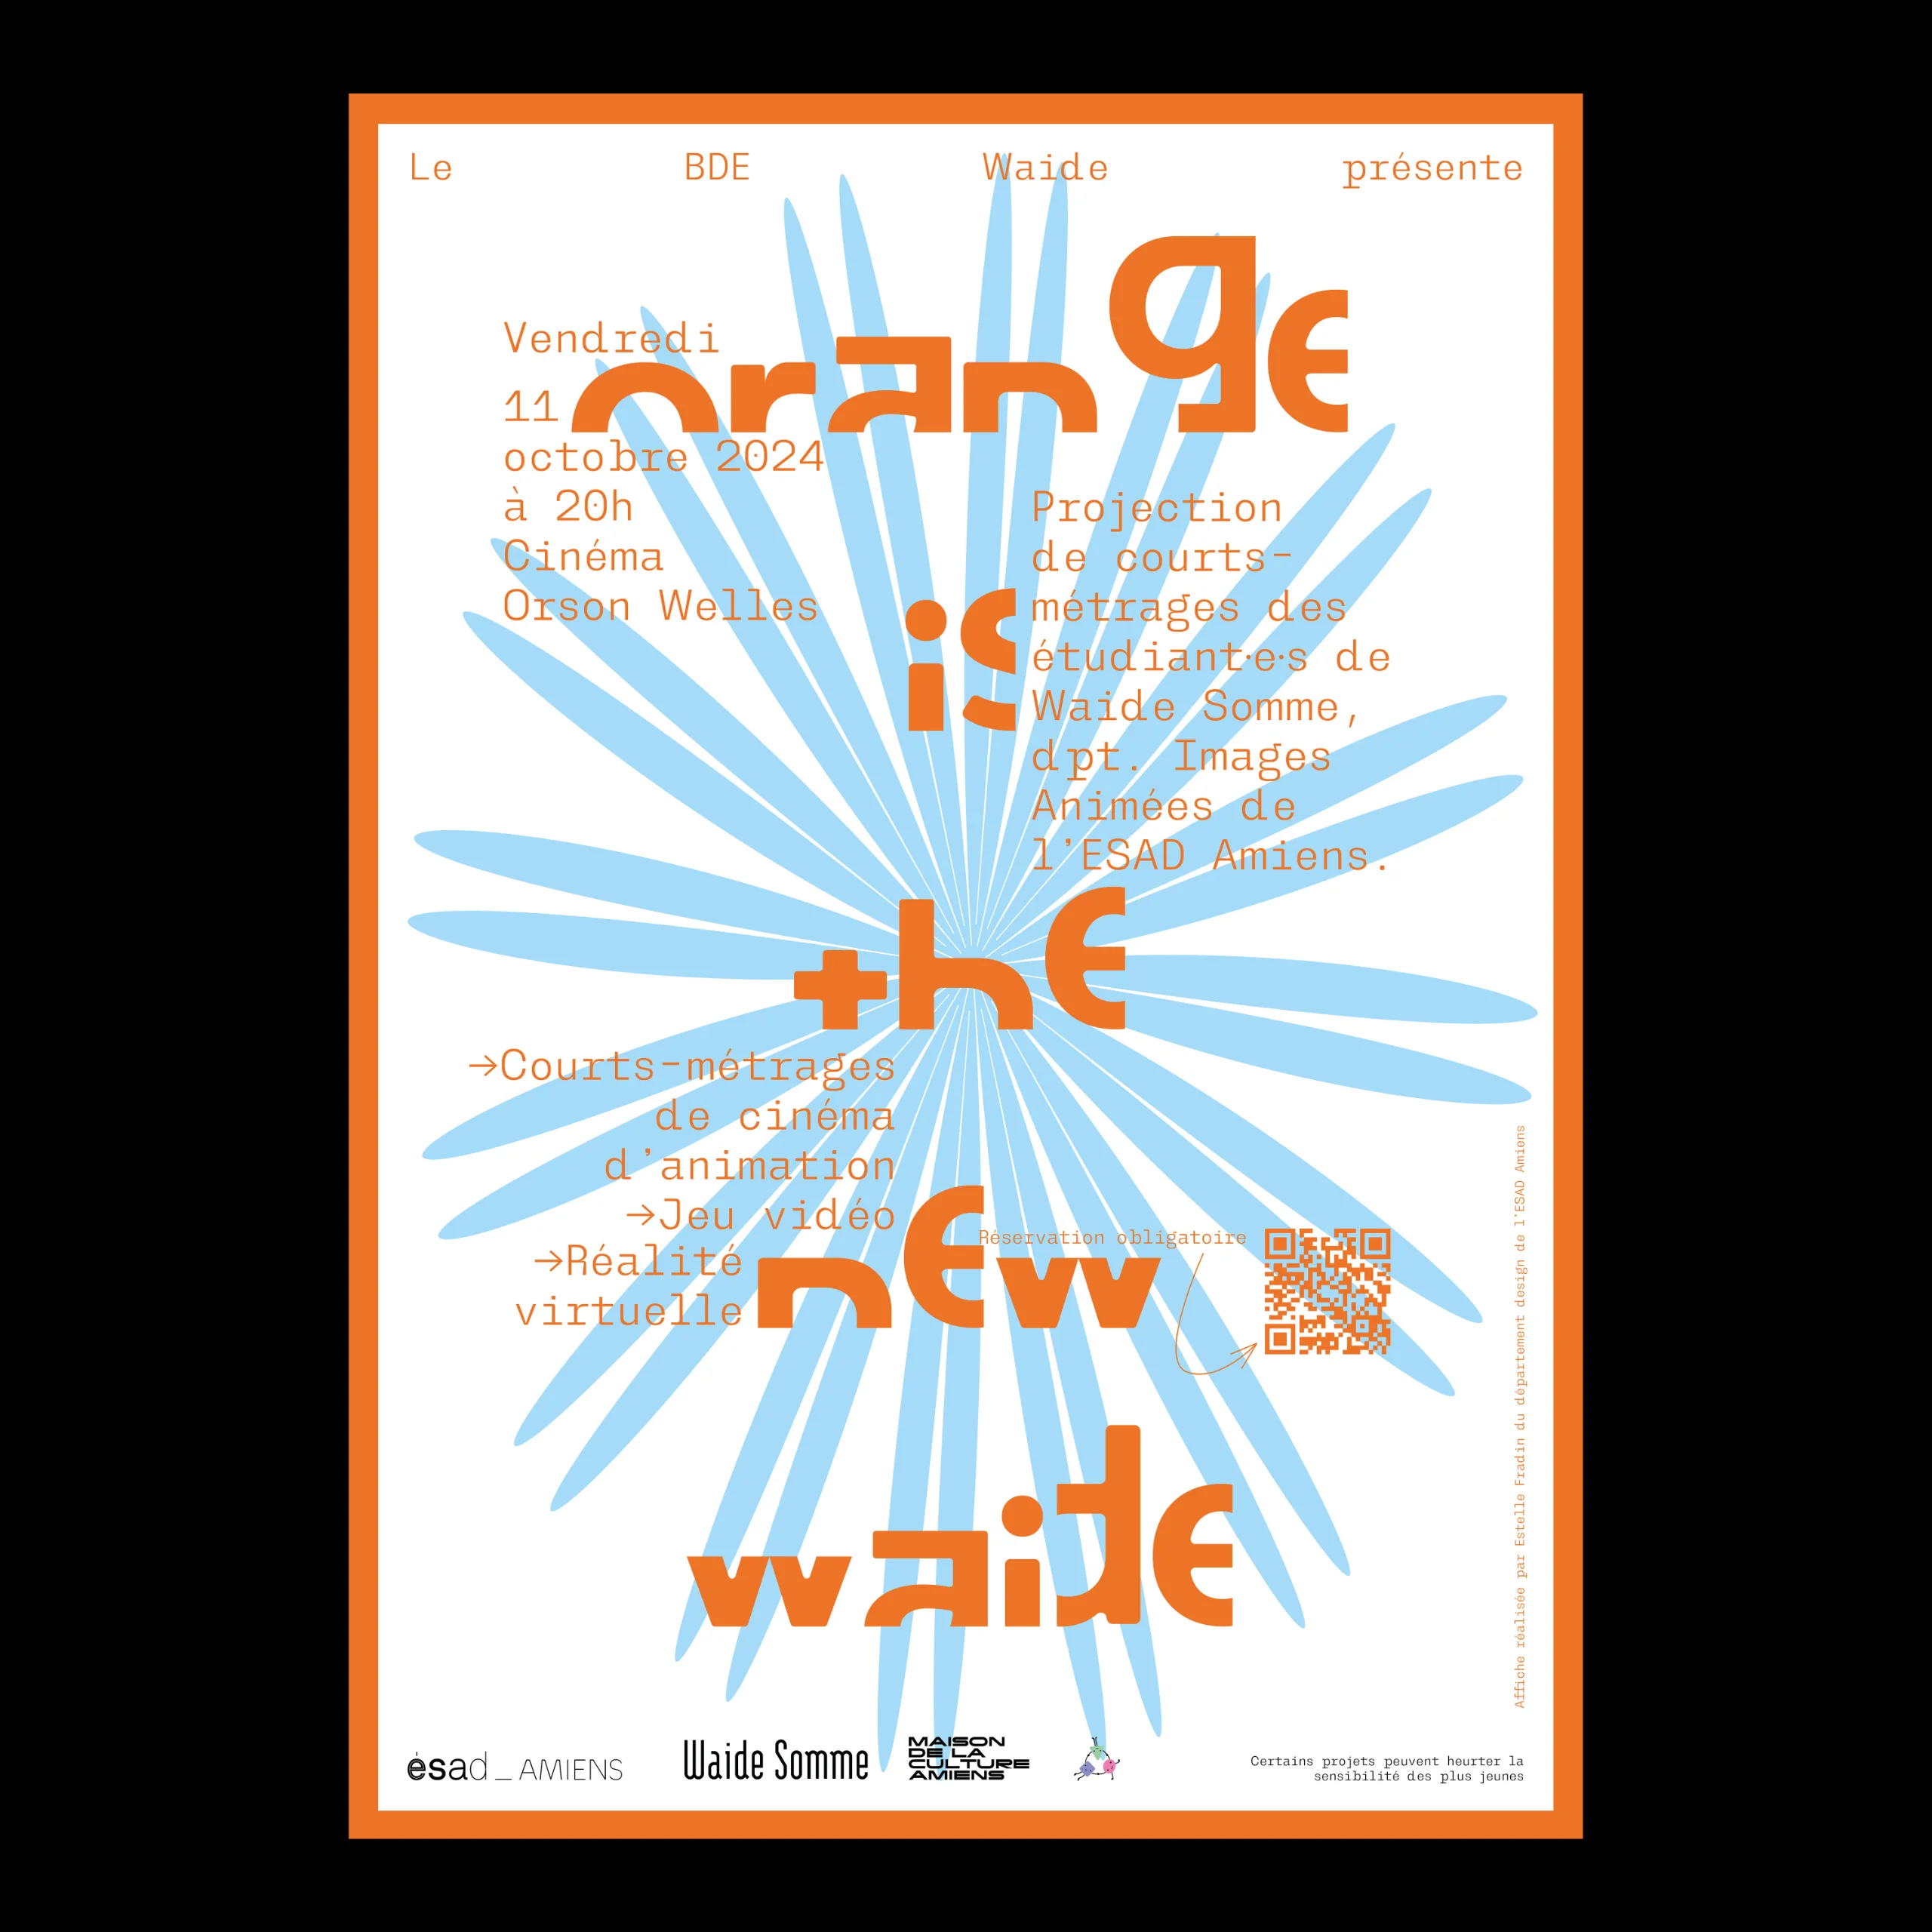 Le BDE Waide présente
orange
Vendredi
11
octobre 2024
à 20h
Cinéma
Orson Welles
Projection
de courts-
métrages des
étudiant·e·s de
Waide Somme,
dpt. Images
Animées de
l'ESAD Amiens.
is
the
→Courts-métrages
de cinéma
d'animation
→Jeu vidéo
→Réalité
virtuelle
new
Réservation obligatoire
waide
Affiche réalisée par Estelle Fradin du département design de l'ESAD Amiens
ésad_AMIENS
Waide Somme
MAISON
DE LA
CULTURE
AMIENS
Certains projets peuvent heurter la
sensibilité des plus jeunes